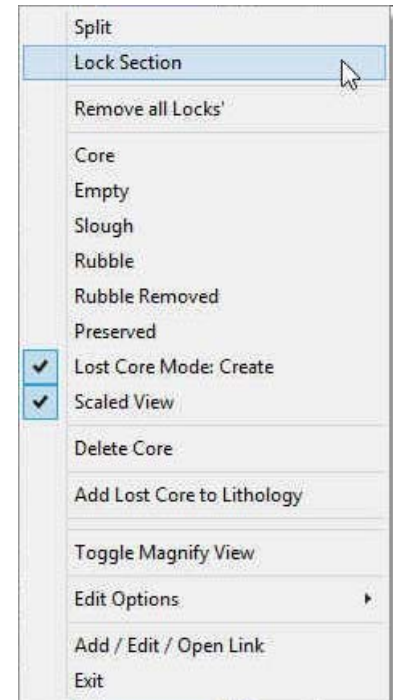 Split
Lock Section
Remove all Locks'
Core
Empty
Slough
Rubble
Rubble Removed
Preserved
Lost Core Mode: Create
Scaled View
Delete Core
Add Lost Core to Lithology
Toggle Magnify View
Edit Options
Add / Edit / Open Link
Exit